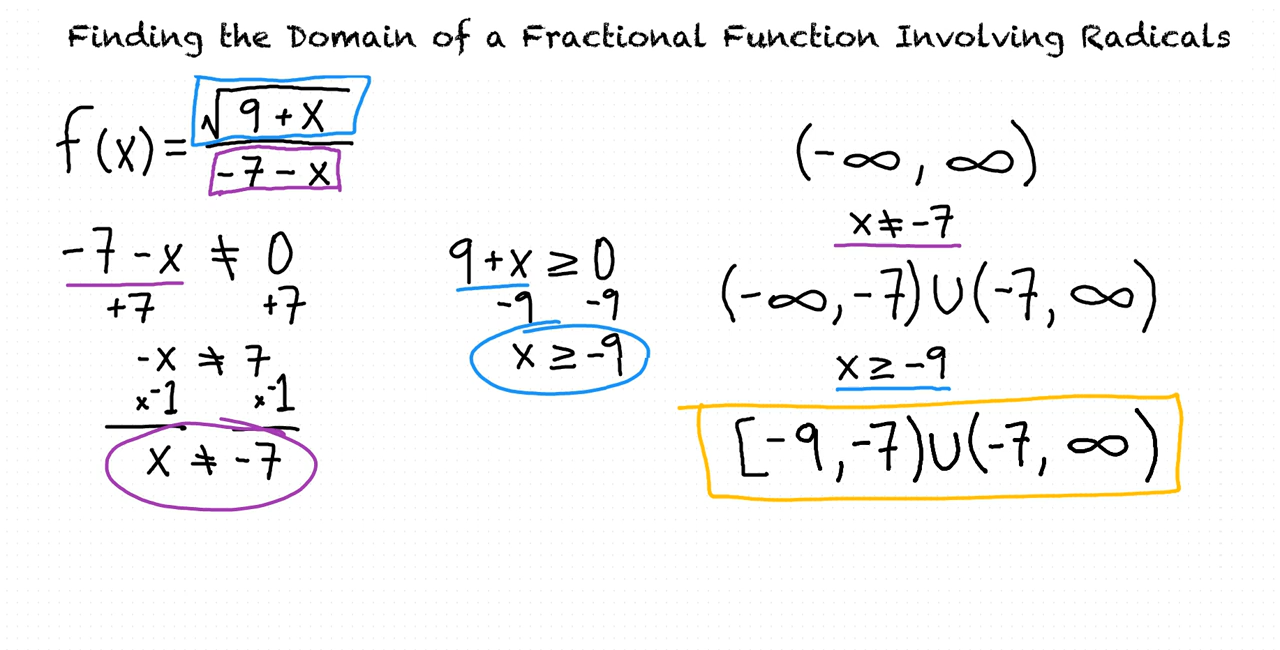 Finding the Domain of a Fractional Function Involving Radicals
f(x) = √(9 + x) / (-7 - x)
-7 - x ≠ 0
+7 +7
-x ≠ 7
x -1 x -1
x ≠ -7
9 + x ≥ 0
-9 -9
x ≥ -9
(-∞, ∞)
x ≠ -7
(-∞, -7) ∪ (-7, ∞)
x ≥ -9
[-9, -7) ∪ (-7, ∞)